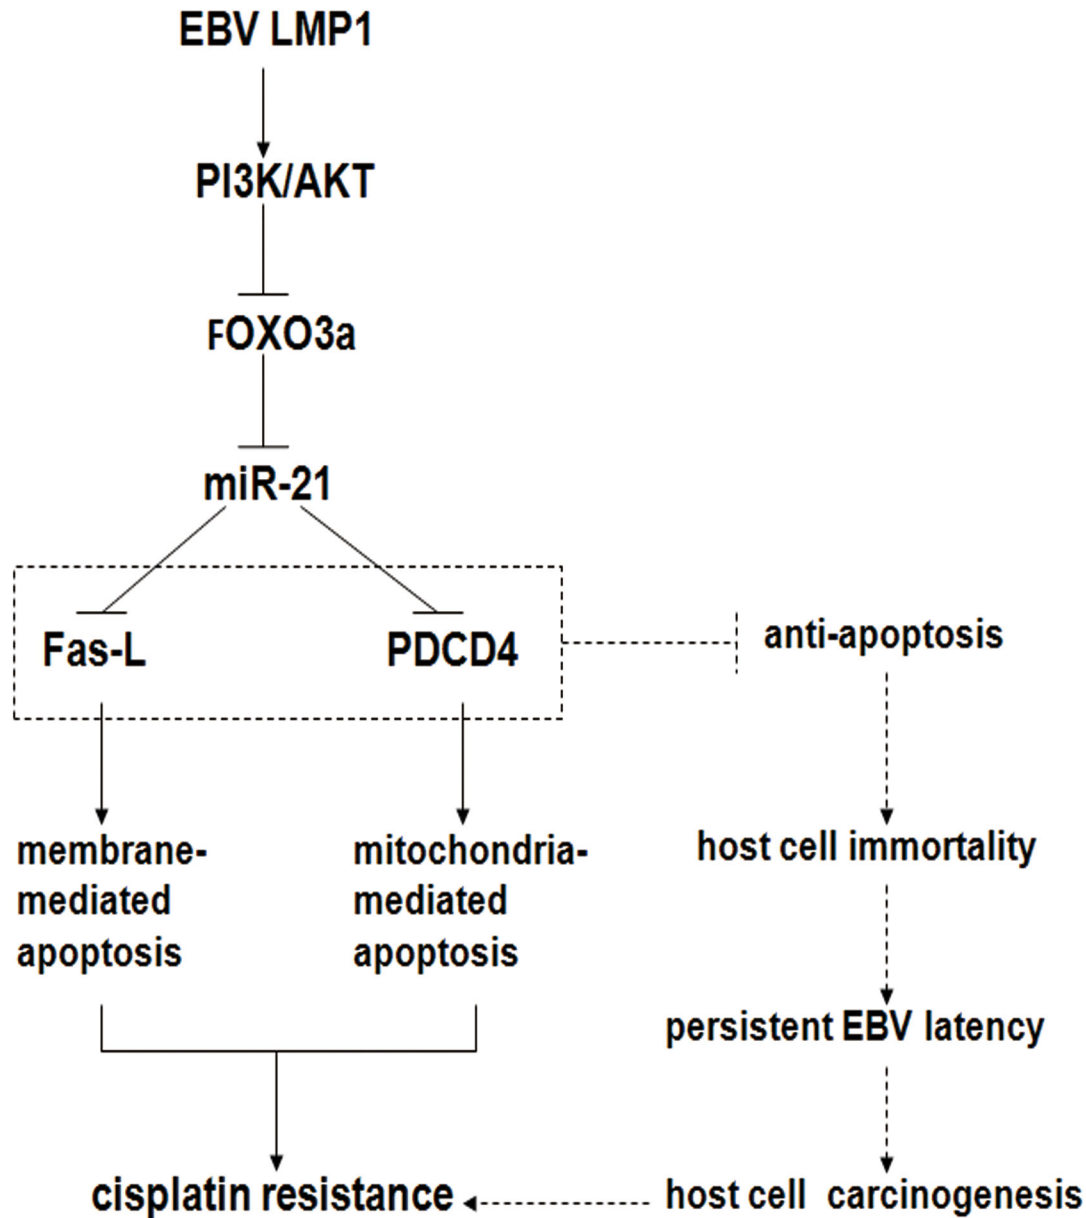 EBV LMP1
PI3K/AKT
FOXO3a
miR-21
Fas-L
PDCD4
anti-apoptosis
membrane-
mediated
apoptosis
mitochondria-
mediated
apoptosis
host cell immortality
persistent EBV latency
cisplatin resistance
host cell carcinogenesis